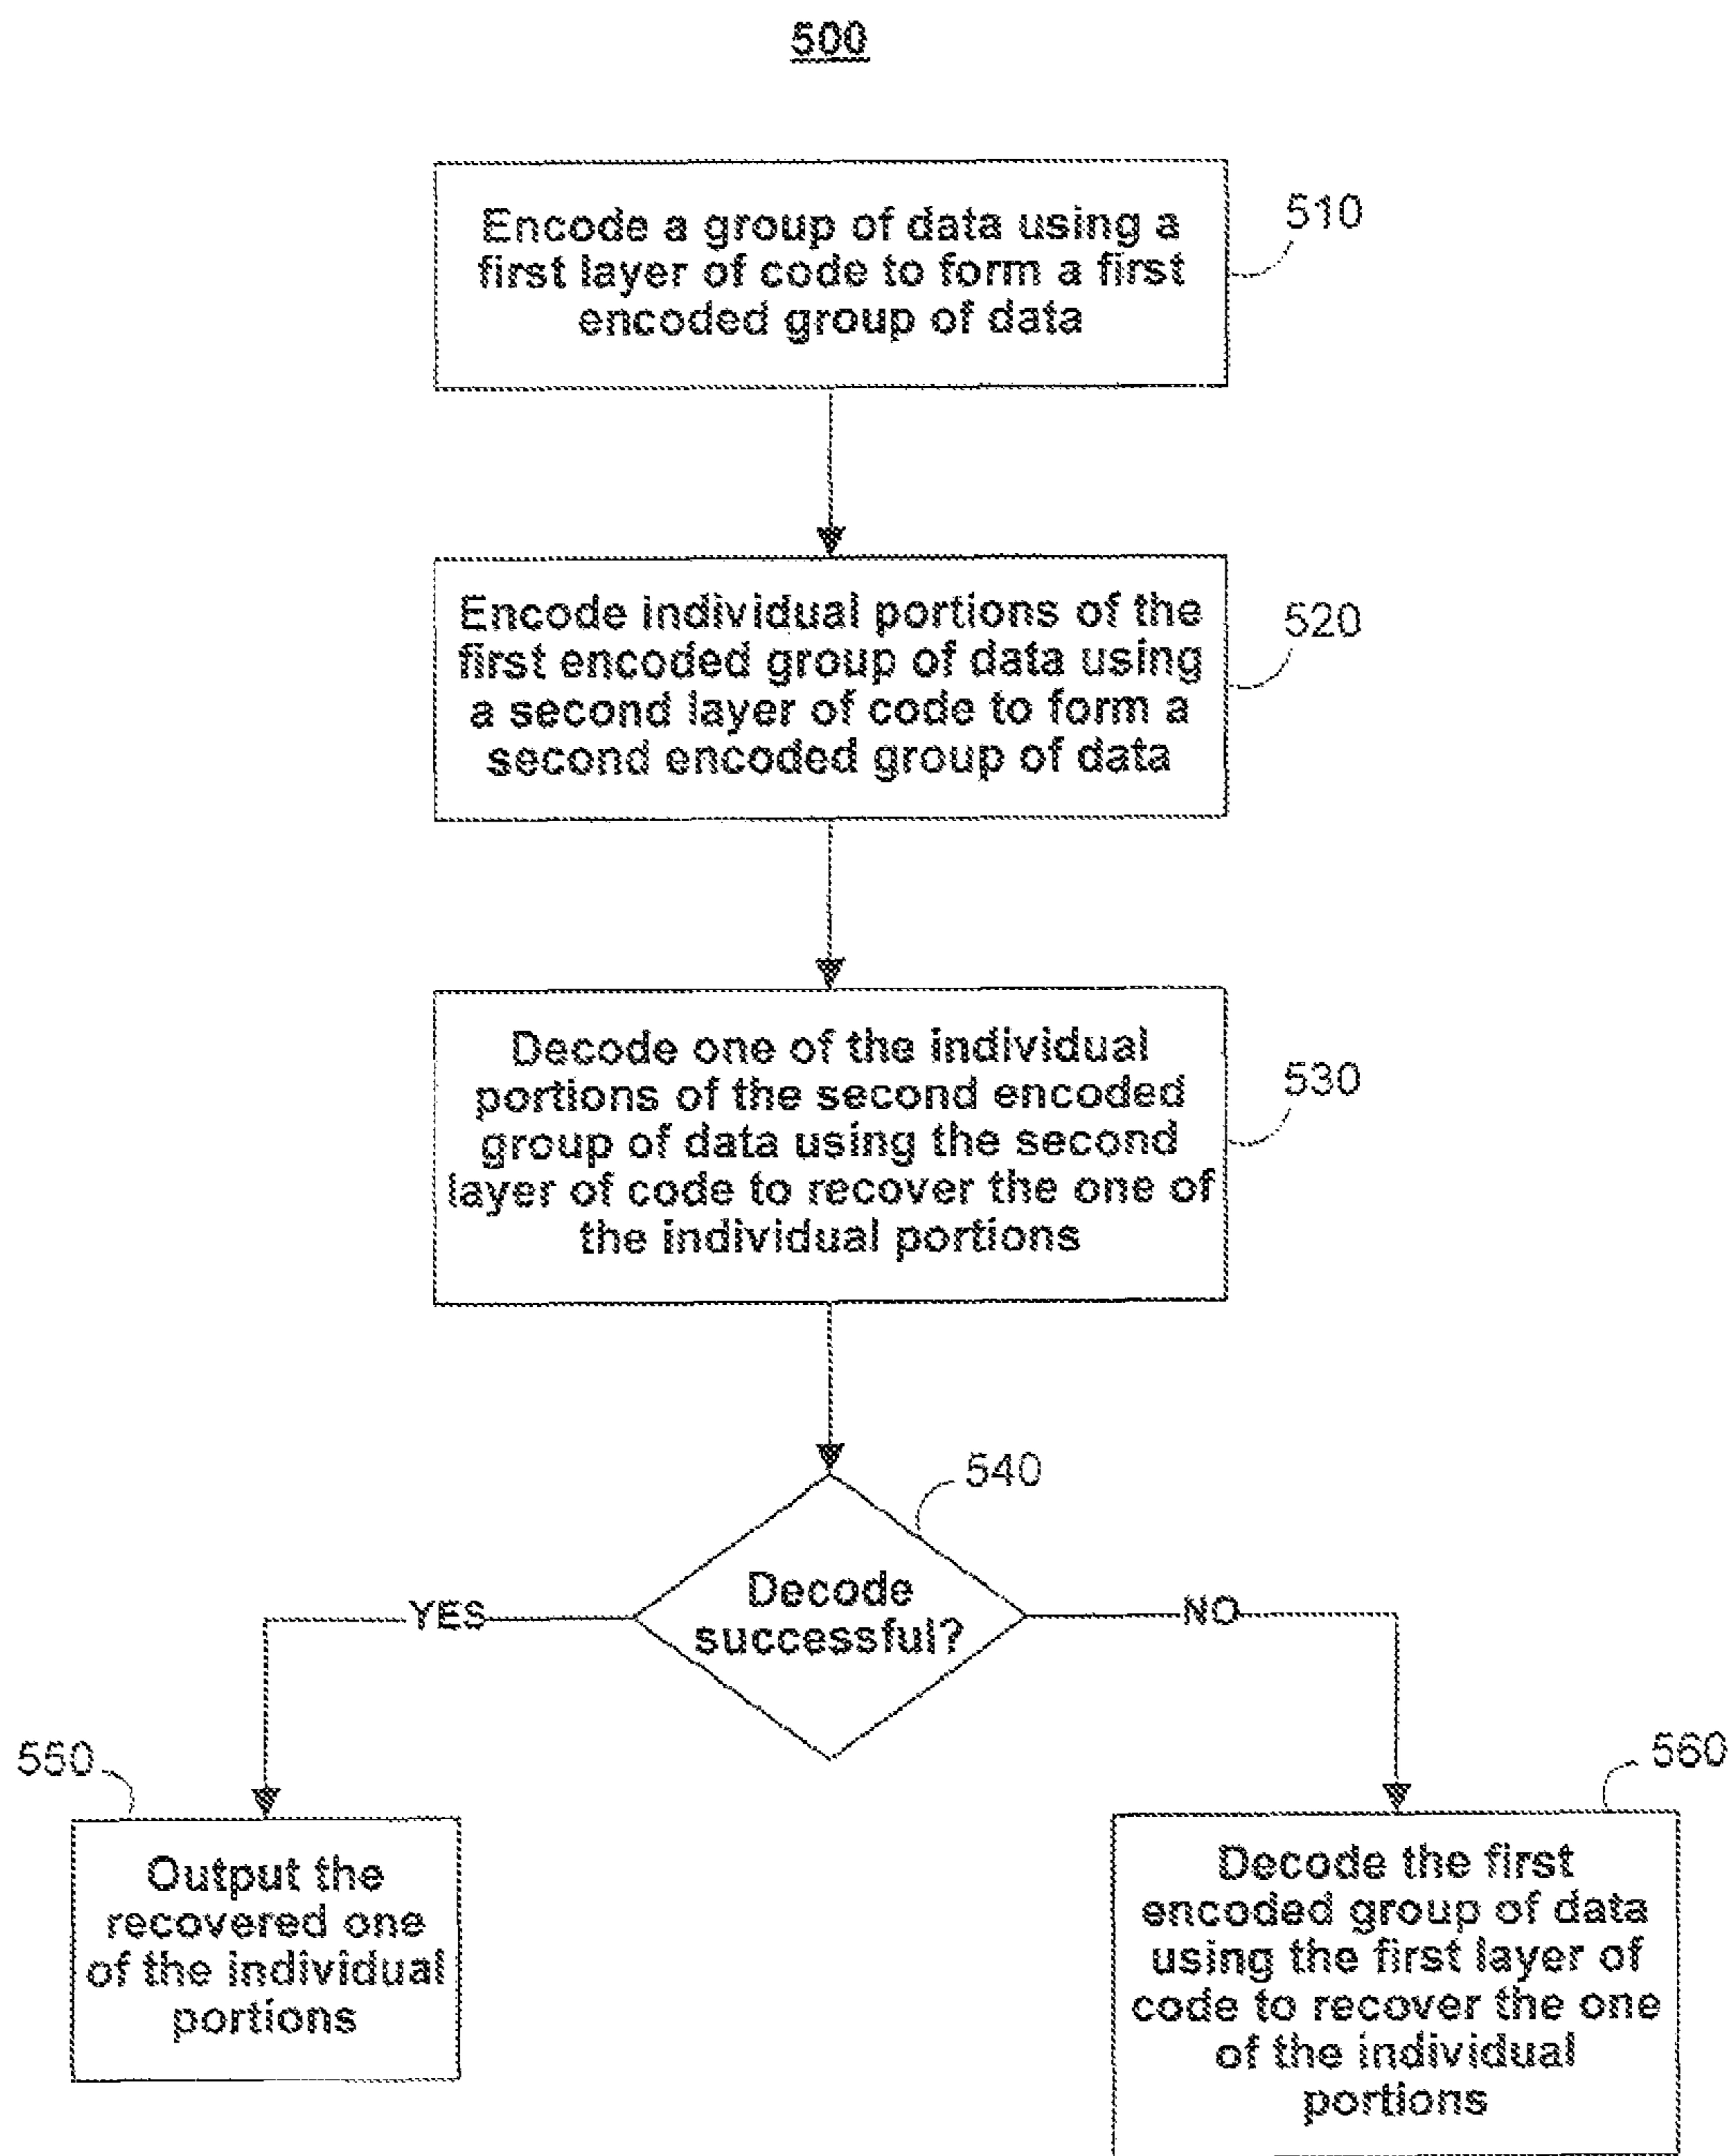 500
Encode a group of data using a
first layer of code to form a first
encoded group of data
510
Encode individual portions of the
first encoded group of data using
a second layer of code to form a
second encoded group of data
520
Decode one of the individual
portions of the second encoded
group of data using the second
layer of code to recover the one of
the individual portions
530
540
Decode
successful?
YES
NO
550
Output the
recovered one
of the individual
portions
560
Decode the first
encoded group of data
using the first layer of
code to recover the one
of the individual
portions